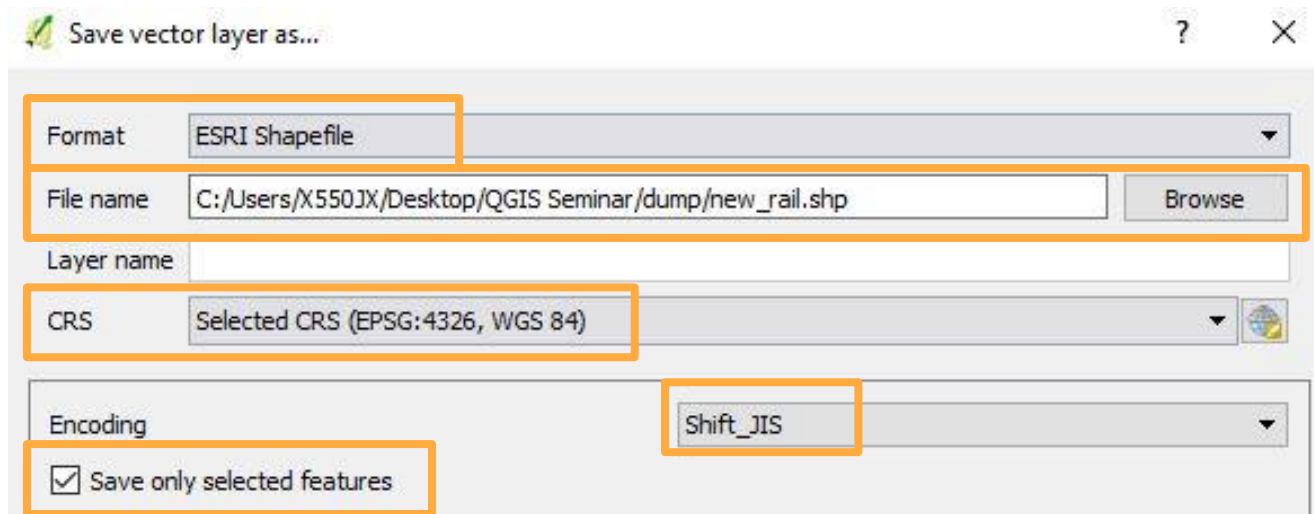 Save vector layer as... ?
Format ESRI Shapefile
File name C:/Users/X550JX/Desktop/QGIS Seminar/dump/new_rail.shp Browse
Layer name
CRS Selected CRS (EPSG:4326, WGS 84)
Encoding Shift_JIS
Save only selected features